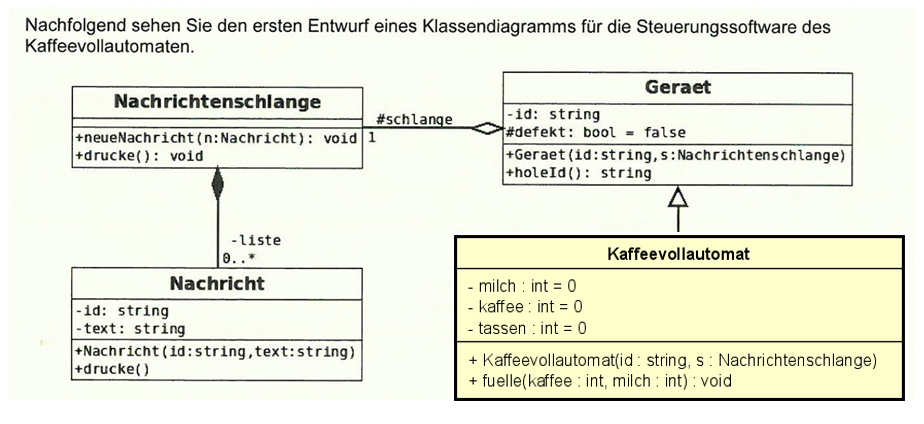 Nachfolgend sehen Sie den ersten Entwurf eines Klassendiagramms für die Steuerungssoftware des
Kaffeevollautomaten.
Nachrichtenschlange
+neueNachricht(n:Nachricht): void
+drucke(): void
#schlange
1
Geraet
-id: string
#defekt: bool = false
+Geraet(id:string,s:Nachrichtenschlange)
+holeId(): string
-liste
0..*
Nachricht
-id: string
-text: string
+Nachricht(id:string,text:string)
+drucke()
Kaffeevollautomat
- milch : int = 0
- kaffee : int = 0
- tassen : int = 0
+ Kaffeevollautomat(id : string, s : Nachrichtenschlange)
+ fuelle(kaffee : int, milch : int) : void